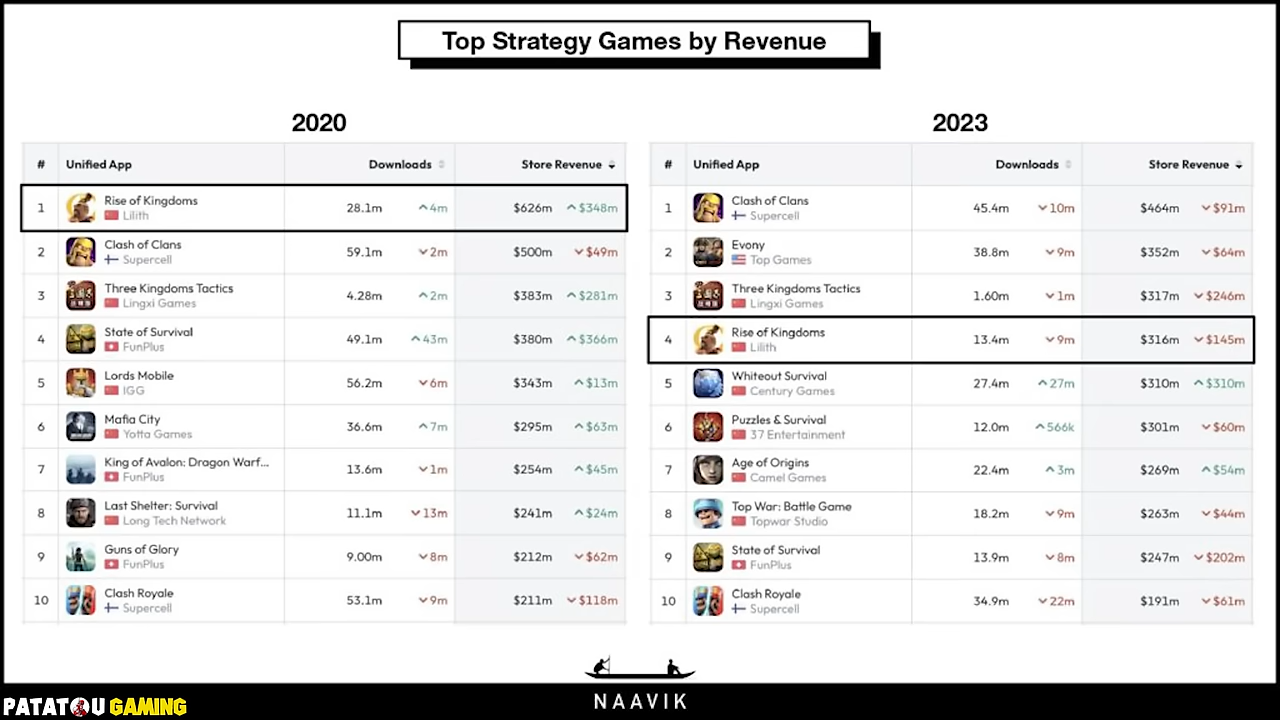 Top Strategy Games by Revenue
2020
# Unified App Downloads Store Revenue
1 Rise of Kingdoms Lilith 28.1m 4m $626m $348m
2 Clash of Clans Supercell 59.1m 2m $500m $49m
3 Three Kingdoms Tactics Lingxi Games 4.28m 2m $383m $281m
4 State of Survival FunPlus 49.1m 43m $380m $366m
5 Lords Mobile IGG 56.2m 6m $343m $13m
6 Mafia City Yotta Games 36.6m 7m $295m $63m
7 King of Avalon: Dragon Warf... FunPlus 13.6m 1m $254m $45m
8 Last Shelter: Survival Long Tech Network 11.1m 13m $241m $24m
9 Guns of Glory FunPlus 9.00m 8m $212m $62m
10 Clash Royale Supercell 53.1m 9m $211m $118m
2023
# Unified App Downloads Store Revenue
1 Clash of Clans Supercell 45.4m 10m $464m $91m
2 Evony Top Games 38.8m 9m $352m $64m
3 Three Kingdoms Tactics Lingxi Games 1.60m 1m $317m $246m
4 Rise of Kingdoms Lilith 13.4m 9m $316m $145m
5 Whiteout Survival Century Games 27.4m 27m $310m $310m
6 Puzzles & Survival 37 Entertainment 12.0m 566k $301m $60m
7 Age of Origins Camel Games 22.4m 3m $269m $54m
8 Top War: Battle Game Topwar Studio 18.2m 9m $263m $44m
9 State of Survival FunPlus 13.9m 8m $247m $202m
10 Clash Royale Supercell 34.9m 22m $191m $61m
NAAVIK
PATATOU GAMING